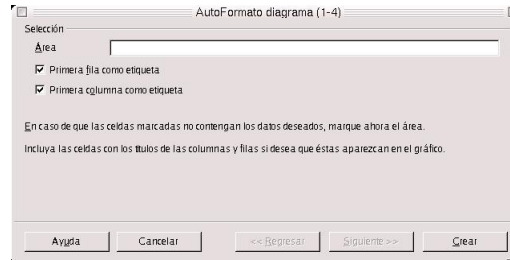 AutoFormato diagrama (1-4)
Selección
Área
Primera fila como etiqueta
Primera columna como etiqueta
En caso de que las celdas marcadas no contengan los datos deseados, marque ahora el área.
Incluya las celdas con los títulos de las columnas y filas si desea que éstas aparezcan en el gráfico.
Ayuda Cancelar << Regresar Siguiente >> Crear